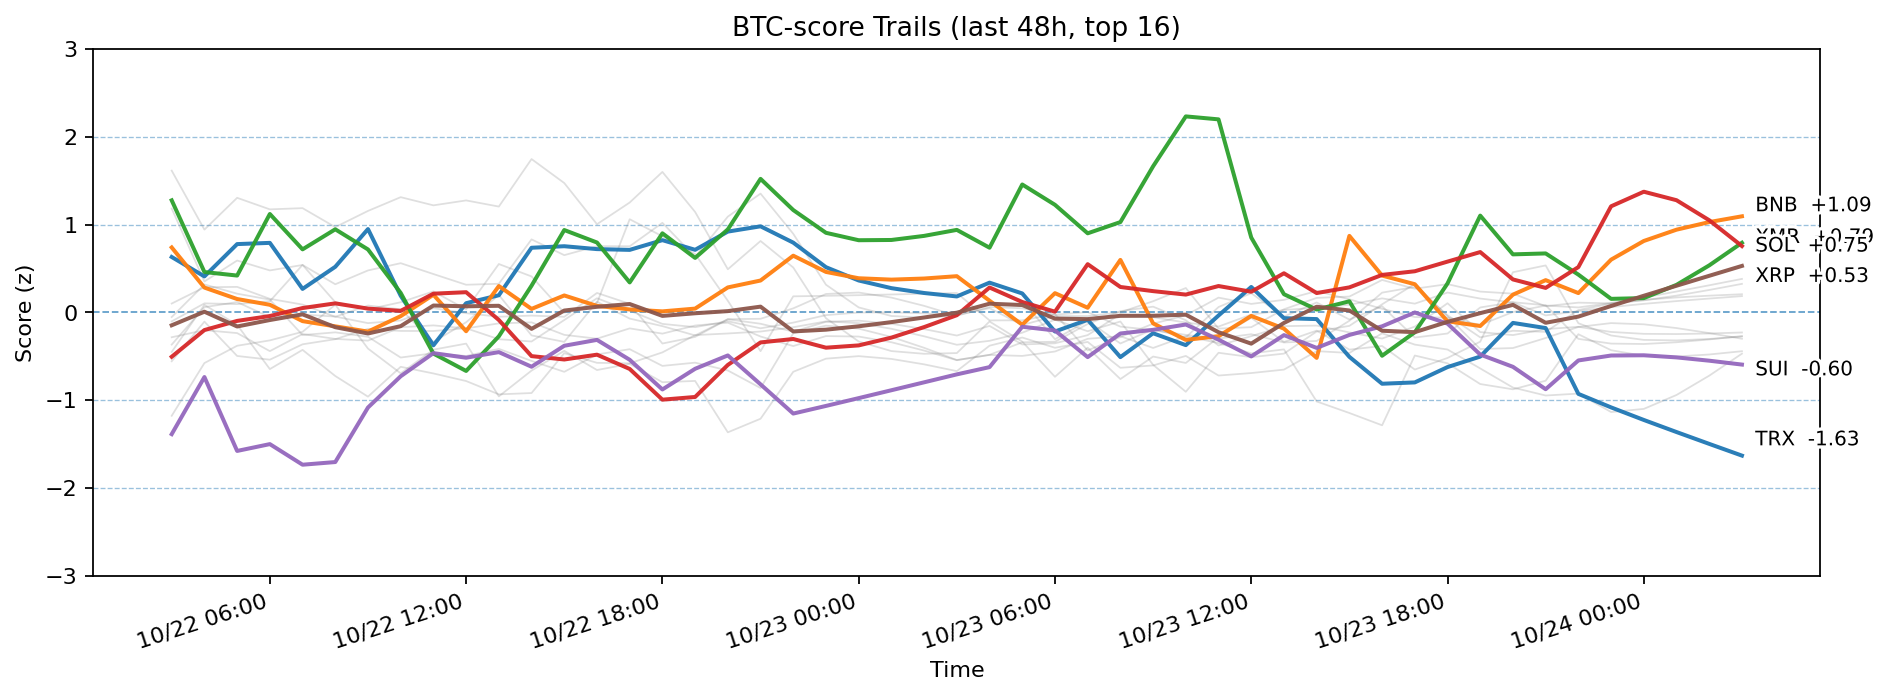 BTC-score Trails (last 48h, top 16)
Score (z)
3
2
1
0
−1
−2
−3
BNB +1.09
XMR +0.79
SOL +0.75
XRP +0.53
SUI -0.60
TRX -1.63
10/22 06:00
10/22 12:00
10/22 18:00
10/23 00:00
10/23 06:00
10/23 12:00
10/23 18:00
10/24 00:00
Time